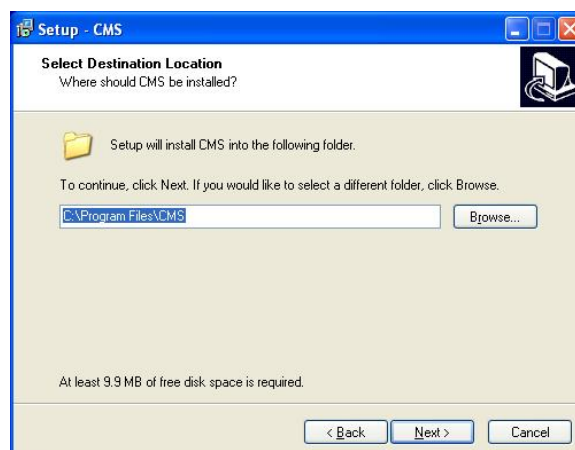 Setup - CMS
Select Destination Location
Where should CMS be installed?
Setup will install CMS into the following folder.
To continue, click Next. If you would like to select a different folder, click Browse.
C:\Program Files\CMS
Browse...
At least 9.9 MB of free disk space is required.
< Back
Next >
Cancel